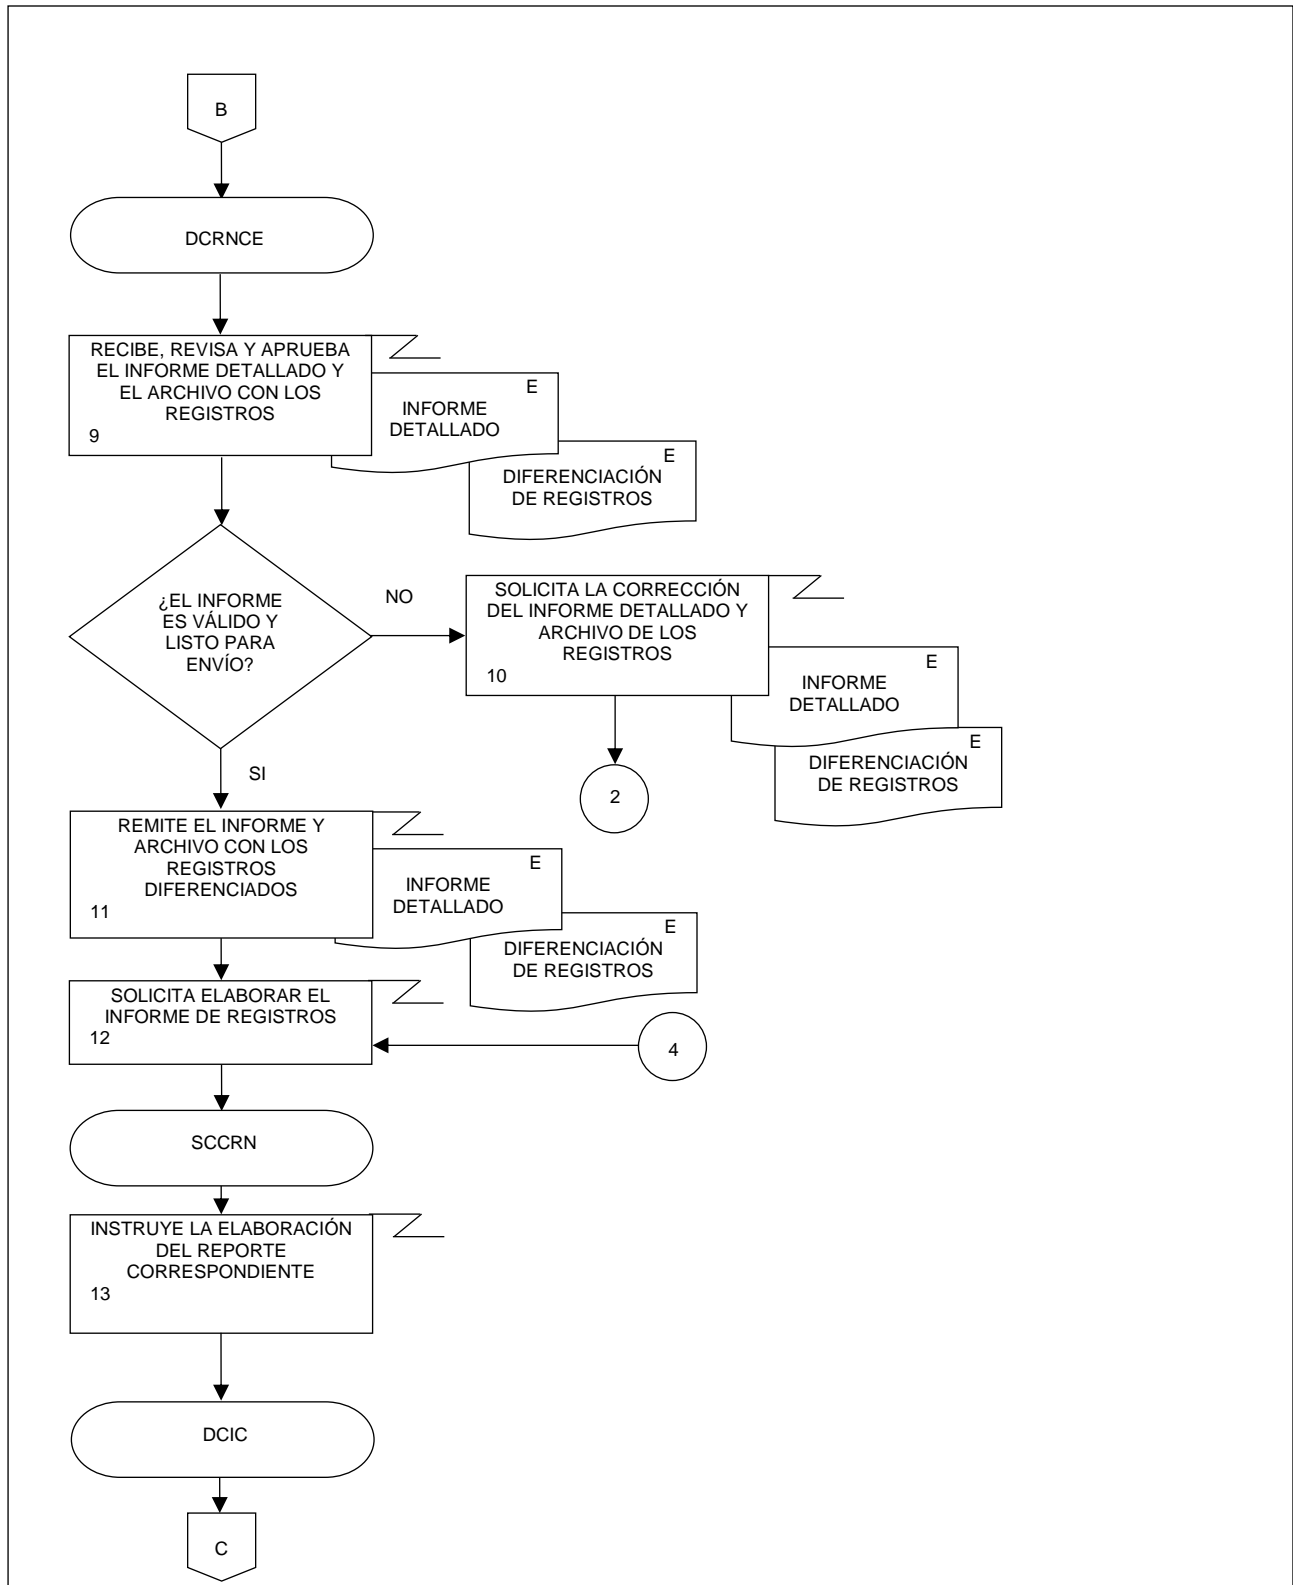 B
DCRNCE
RECIBE, REVISA Y APRUEBA
EL INFORME DETALLADO Y
EL ARCHIVO CON LOS
REGISTROS
9
E
INFORME
DETALLADO
E
DIFERENCIACIÓN
DE REGISTROS
¿EL INFORME
ES VÁLIDO Y
LISTO PARA
ENVÍO?
NO
SOLICITA LA CORRECCIÓN
DEL INFORME DETALLADO Y
ARCHIVO DE LOS
REGISTROS
10
E
INFORME
DETALLADO
E
DIFERENCIACIÓN
DE REGISTROS
2
SI
REMITE EL INFORME Y
ARCHIVO CON LOS
REGISTROS
DIFERENCIADOS
11
E
INFORME
DETALLADO
E
DIFERENCIACIÓN
DE REGISTROS
SOLICITA ELABORAR EL
INFORME DE REGISTROS
12
4
SCCRN
INSTRUYE LA ELABORACIÓN
DEL REPORTE
CORRESPONDIENTE
13
DCIC
C